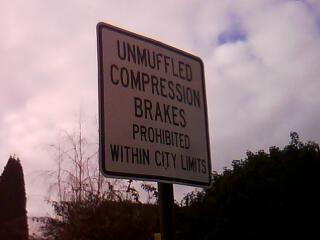 UNMUFFLED
COMPRESSION
BRAKES
PROHIBITED
WITHIN CITY LIMITS